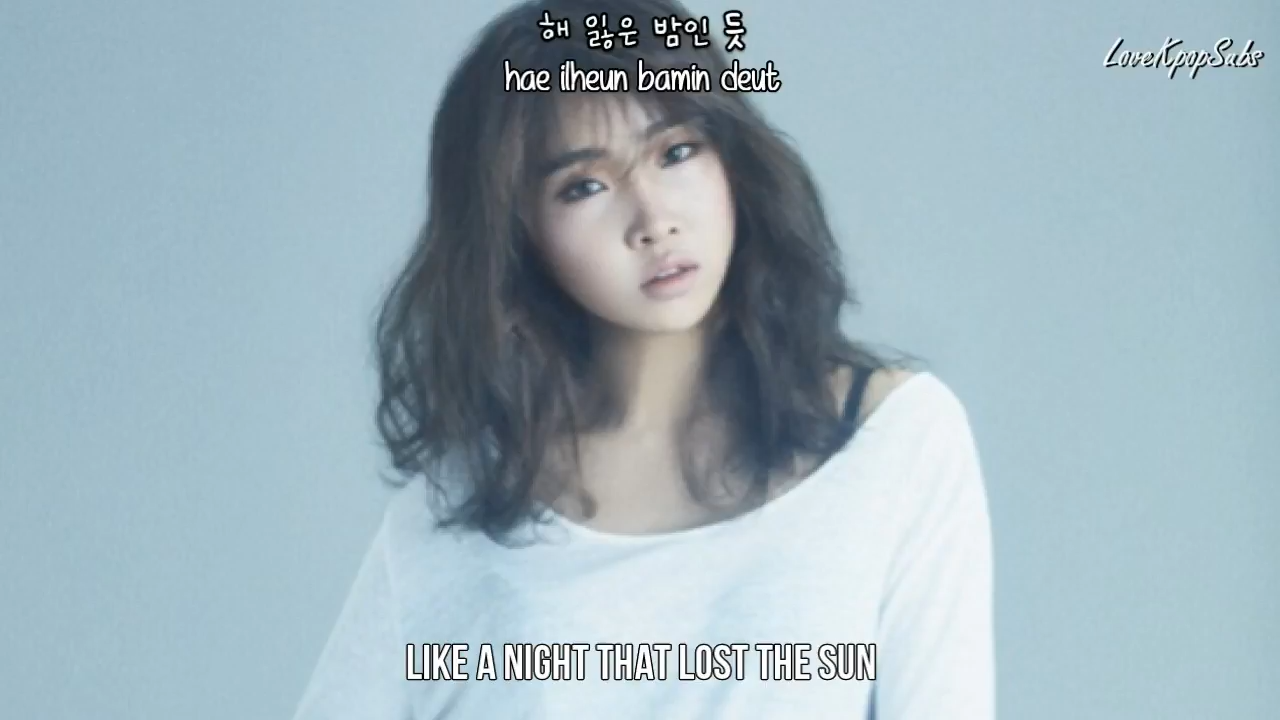 해 잃은 밤인 듯
hae ilheun bamin deut
LoveKpopSubs
LIKE A NIGHT THAT LOST THE SUN